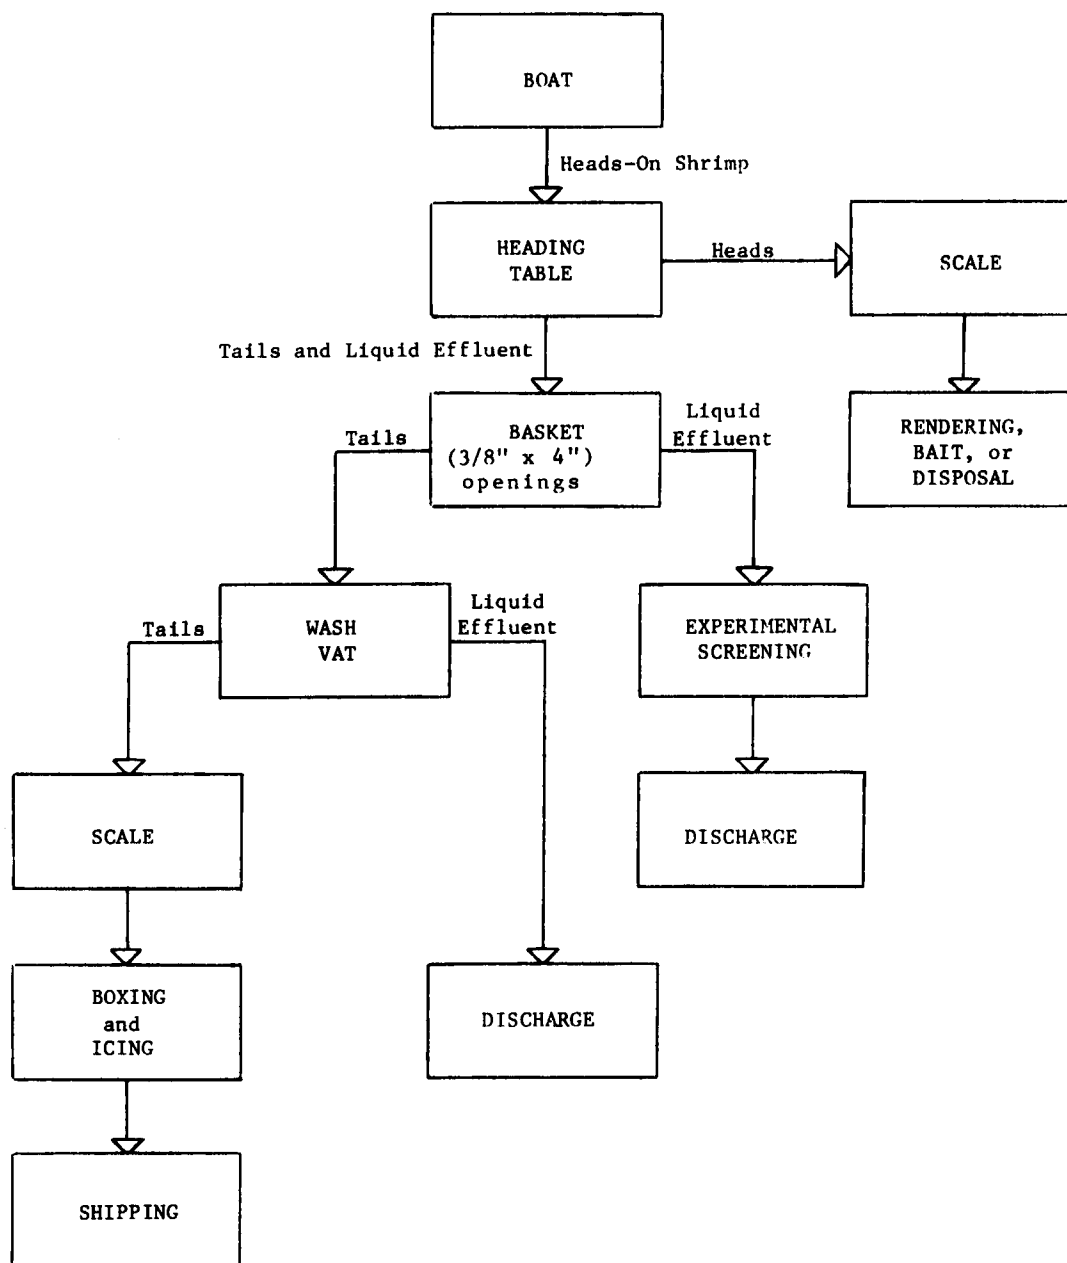 BOAT
Heads-On Shrimp
HEADING
TABLE
Heads
SCALE
Tails and Liquid Effluent
BASKET
(3/8" x 4")
openings
Tails
Liquid
Effluent
RENDERING,
BAIT, or
DISPOSAL
WASH
VAT
Tails
Liquid
Effluent
EXPERIMENTAL
SCREENING
SCALE
DISCHARGE
BOXING
and
ICING
DISCHARGE
SHIPPING